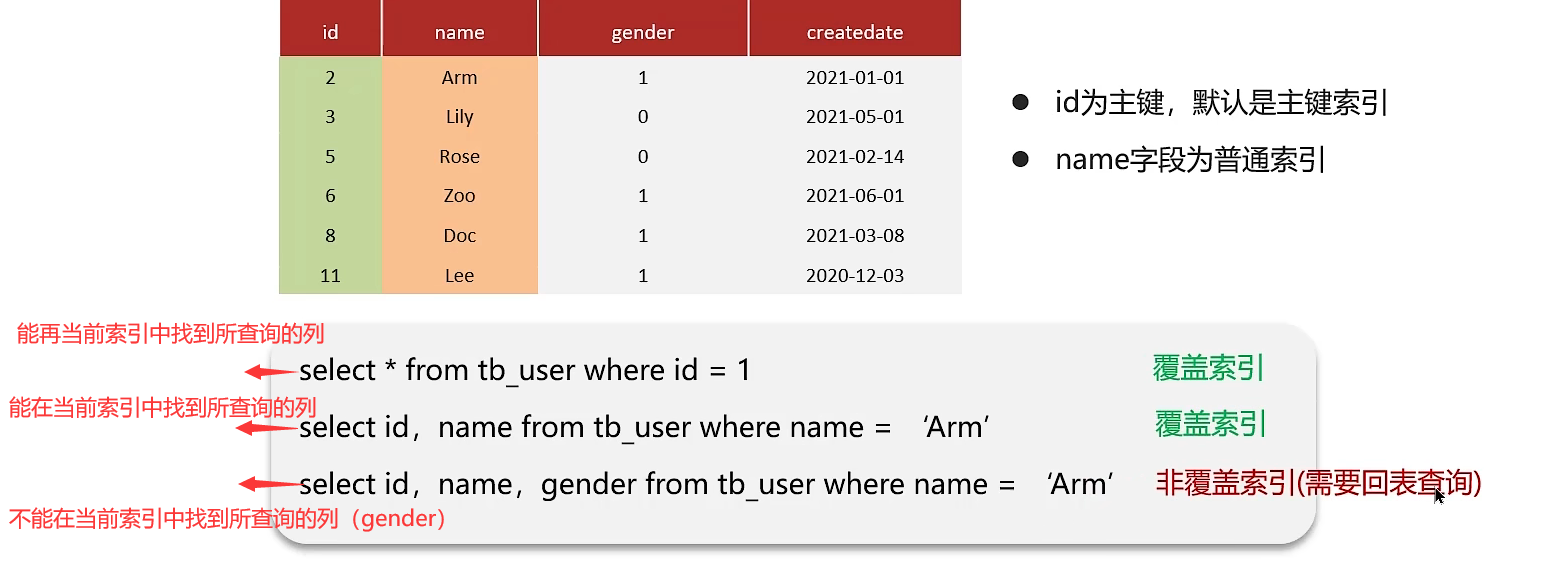 id name gender createdate
2 Arm 1 2021-01-01
3 Lily 0 2021-05-01
5 Rose 0 2021-02-14
6 Zoo 1 2021-06-01
8 Doc 1 2021-03-08
11 Lee 1 2020-12-03
● id为主键，默认是主键索引
● name字段为普通索引
能再当前索引中找到所查询的列
select * from tb_user where id = 1 覆盖索引
能在当前索引中找到所查询的列
select id，name from tb_user where name = ‘Arm’ 覆盖索引
select id，name，gender from tb_user where name = ‘Arm’ 非覆盖索引(需要回表查询)
不能在当前索引中找到所查询的列（gender）